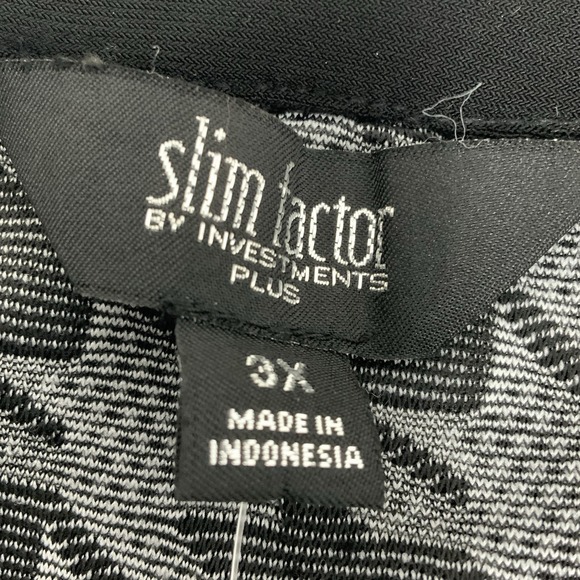 slim factor
BY INVESTMENTS
PLUS
3X
MADE IN
INDONESIA